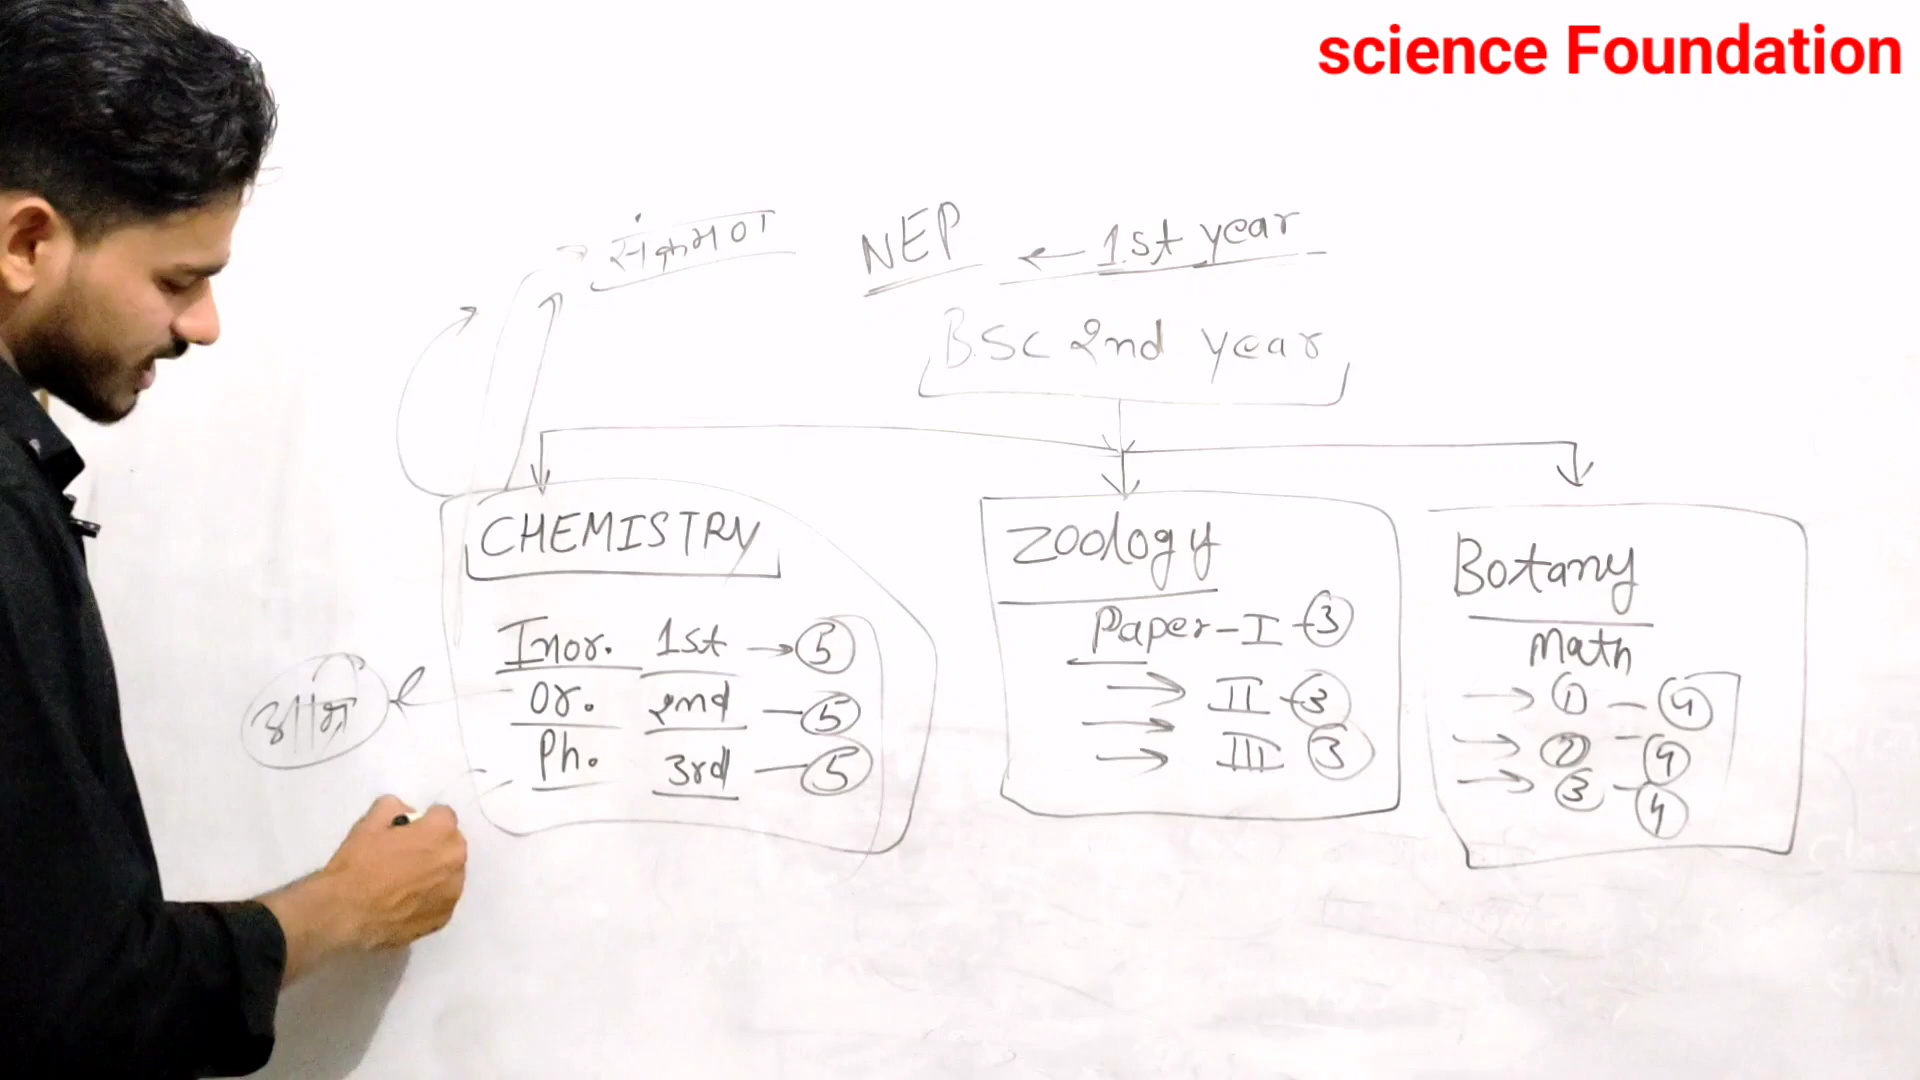 science Foundation
संक्रमण NEP ← 1st year
B.Sc 2nd year
CHEMISTRY
Inor. 1st → 5
Or. 2nd - 5
Ph. 3rd - 5
Zoology
Paper-I - 3
→ II - 3
→ III 3
Botany
Math
→ 1 - 4
→ 2 - 4
→ 3 - 4